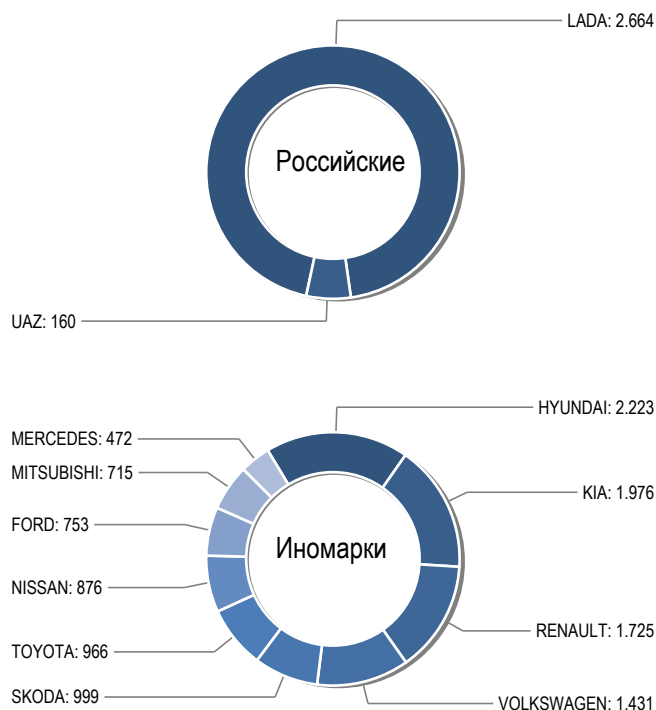 LADA: 2.664
Российские
UAZ: 160
HYUNDAI: 2.223
MERCEDES: 472
MITSUBISHI: 715
KIA: 1.976
FORD: 753
Иномарки
NISSAN: 876
RENAULT: 1.725
TOYOTA: 966
SKODA: 999
VOLKSWAGEN: 1.431